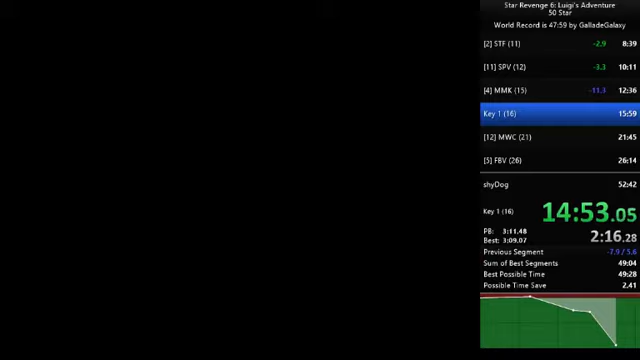 Star Revenge 6: Luigi's Adventure
50 Star
World Record is 47:59 by GalladeGalaxy
[2] STF (11) -2.9 8:39
[11] SPV (12) -3.3 10:11
[4] MMK (15) -11.3 12:36
Key 1 (16) 15:59
[12] MWC (21) 21:45
[5] FBV (26) 26:14
shyDog 52:42
Key 1 (16) 14:53.05
PB: 3:11.48
Best: 3:09.07 2:16.28
Previous Segment -7.9 / 5.6
Sum of Best Segments 49:04
Best Possible Time 49:28
Possible Time Save 2.41